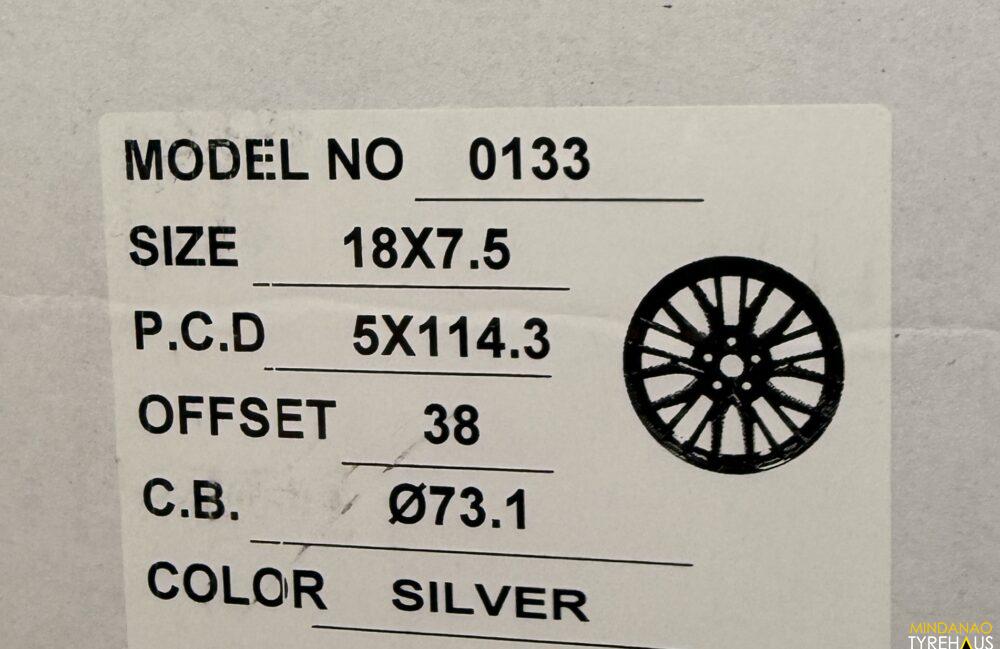 MODEL NO 0133
SIZE 18X7.5
P.C.D 5X114.3
OFFSET 38
C.B. Ø73.1
COLOR SILVER
MINDANAO
TYREHAUS